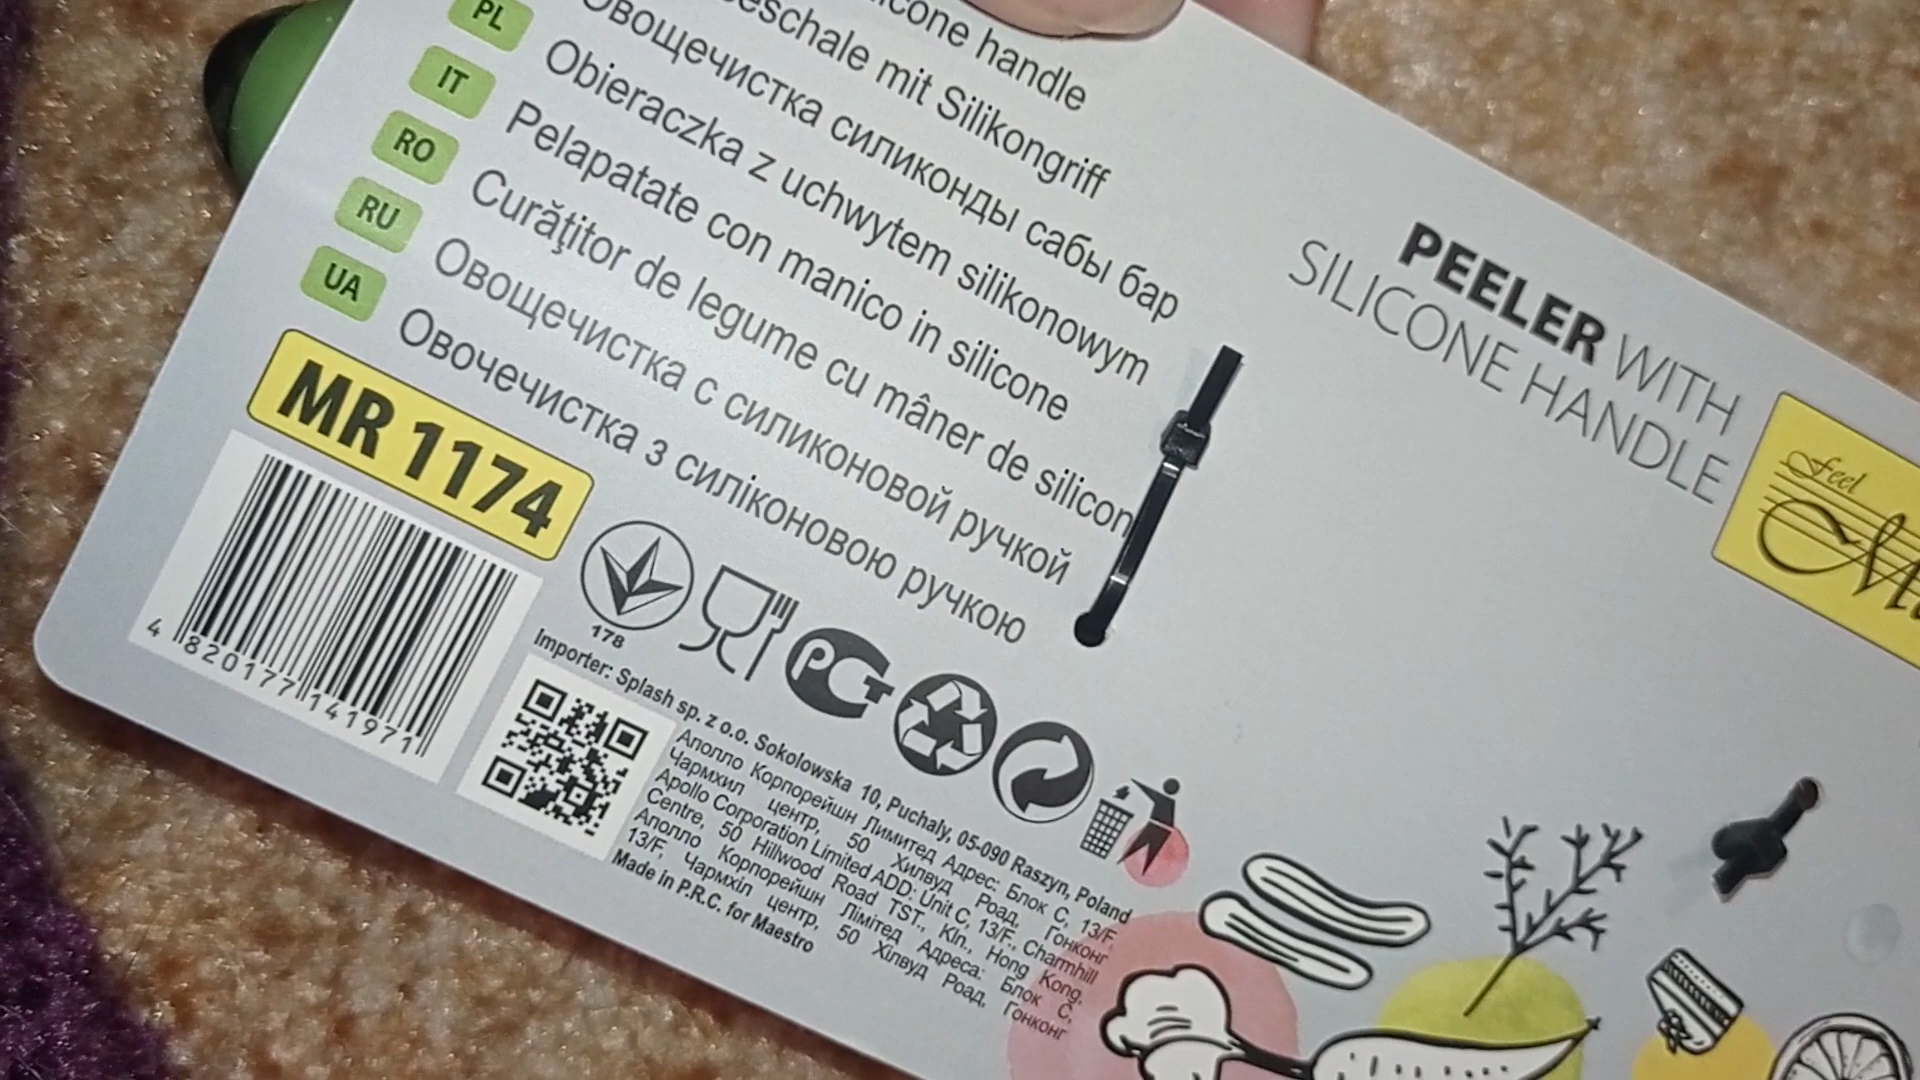 silicone handle
mit Silikongriff
Овощечистка силиконды сабы бар
PL Obieraczka z uchwytem silikonowym
IT Pelapatate con manico in silicone
RO Curăţitor de legume cu mâner de silicon
RU Овощечистка с силиконовой ручкой
UA Овочечистка з силіконовою ручкою
MR 1174
4 820177 141971
178
РСТ
Importer: Splash sp. z o.o. Sokolowska 10, Puchaly, 05-090 Raszyn, Poland
Аполло Корпорейшн Лимитед Адрес: Блок С, 13/F,
Чармхил центр, 50 Хилвуд Роад, Гонконг
Apollo Corporation Limited ADD: Unit C, 13/F., Charmhill
Centre, 50 Hillwood Road TST., Kln., Hong Kong.
Аполло Корпорейшн Лімітед Адреса: Блок С,
13/F, Чармхіл центр, 50 Хілвуд Роад, Гонконг
Made in P.R.C. for Maestro
PEELER WITH
SILICONE HANDLE
Feel